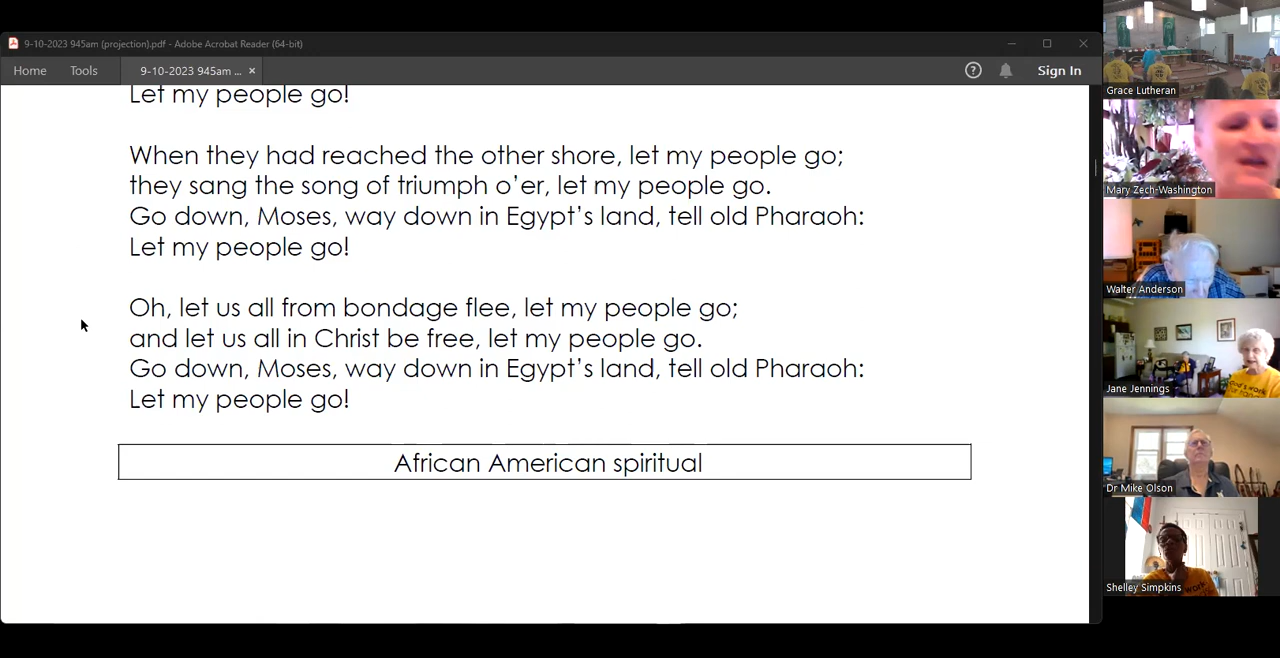 9-10-2023 945am (projection).pdf - Adobe Acrobat Reader (64-bit)
Home
Tools
9-10-2023 945am ... ×
?
Sign In
Let my people go!
When they had reached the other shore, let my people go;
they sang the song of triumph o’er, let my people go.
Go down, Moses, way down in Egypt’s land, tell old Pharaoh:
Let my people go!
Oh, let us all from bondage flee, let my people go;
and let us all in Christ be free, let my people go.
Go down, Moses, way down in Egypt’s land, tell old Pharaoh:
Let my people go!
African American spiritual
Grace Lutheran
Mary Zech-Washington
Walter Anderson
Jane Jennings
God's work
Dr Mike Olson
work
Shelley Simpkins